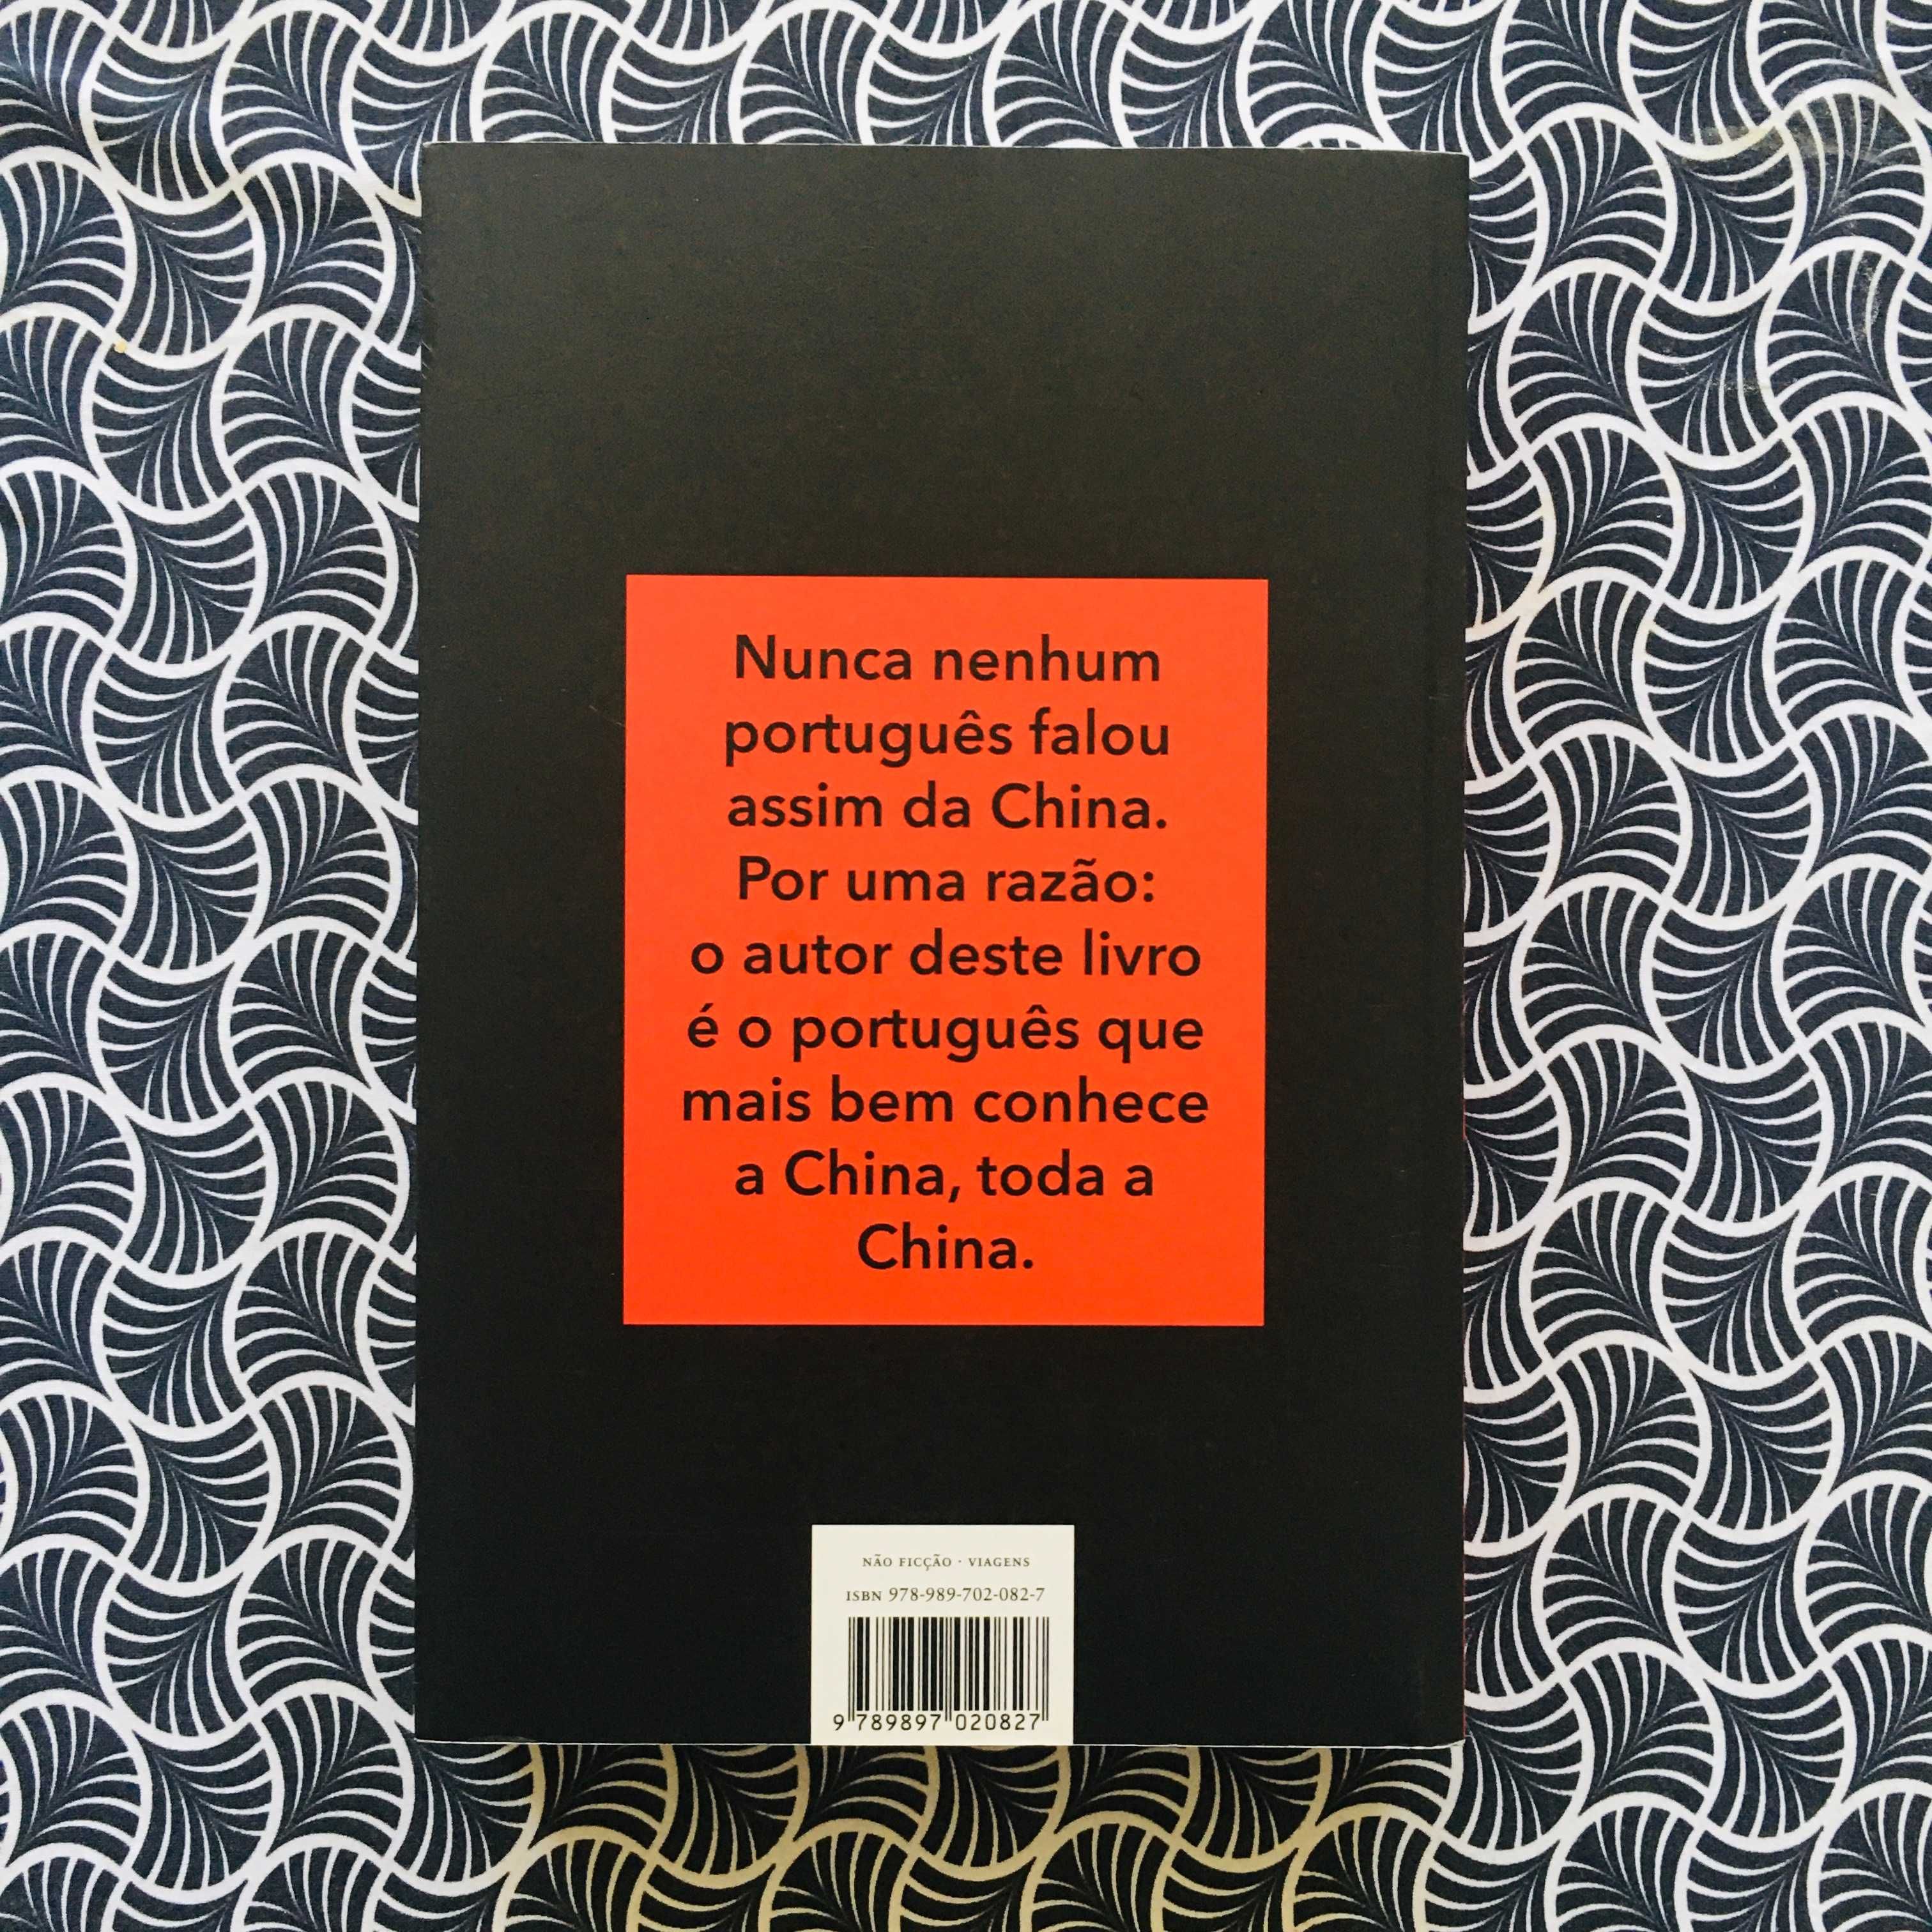 Nunca nenhum
português falou
assim da China.
Por uma razão:
o autor deste livro
é o português que
mais bem conhece
a China, toda a
China.
NÃO FICÇÃO · VIAGENS
ISBN 978-989-702-082-7
9 789897 020827